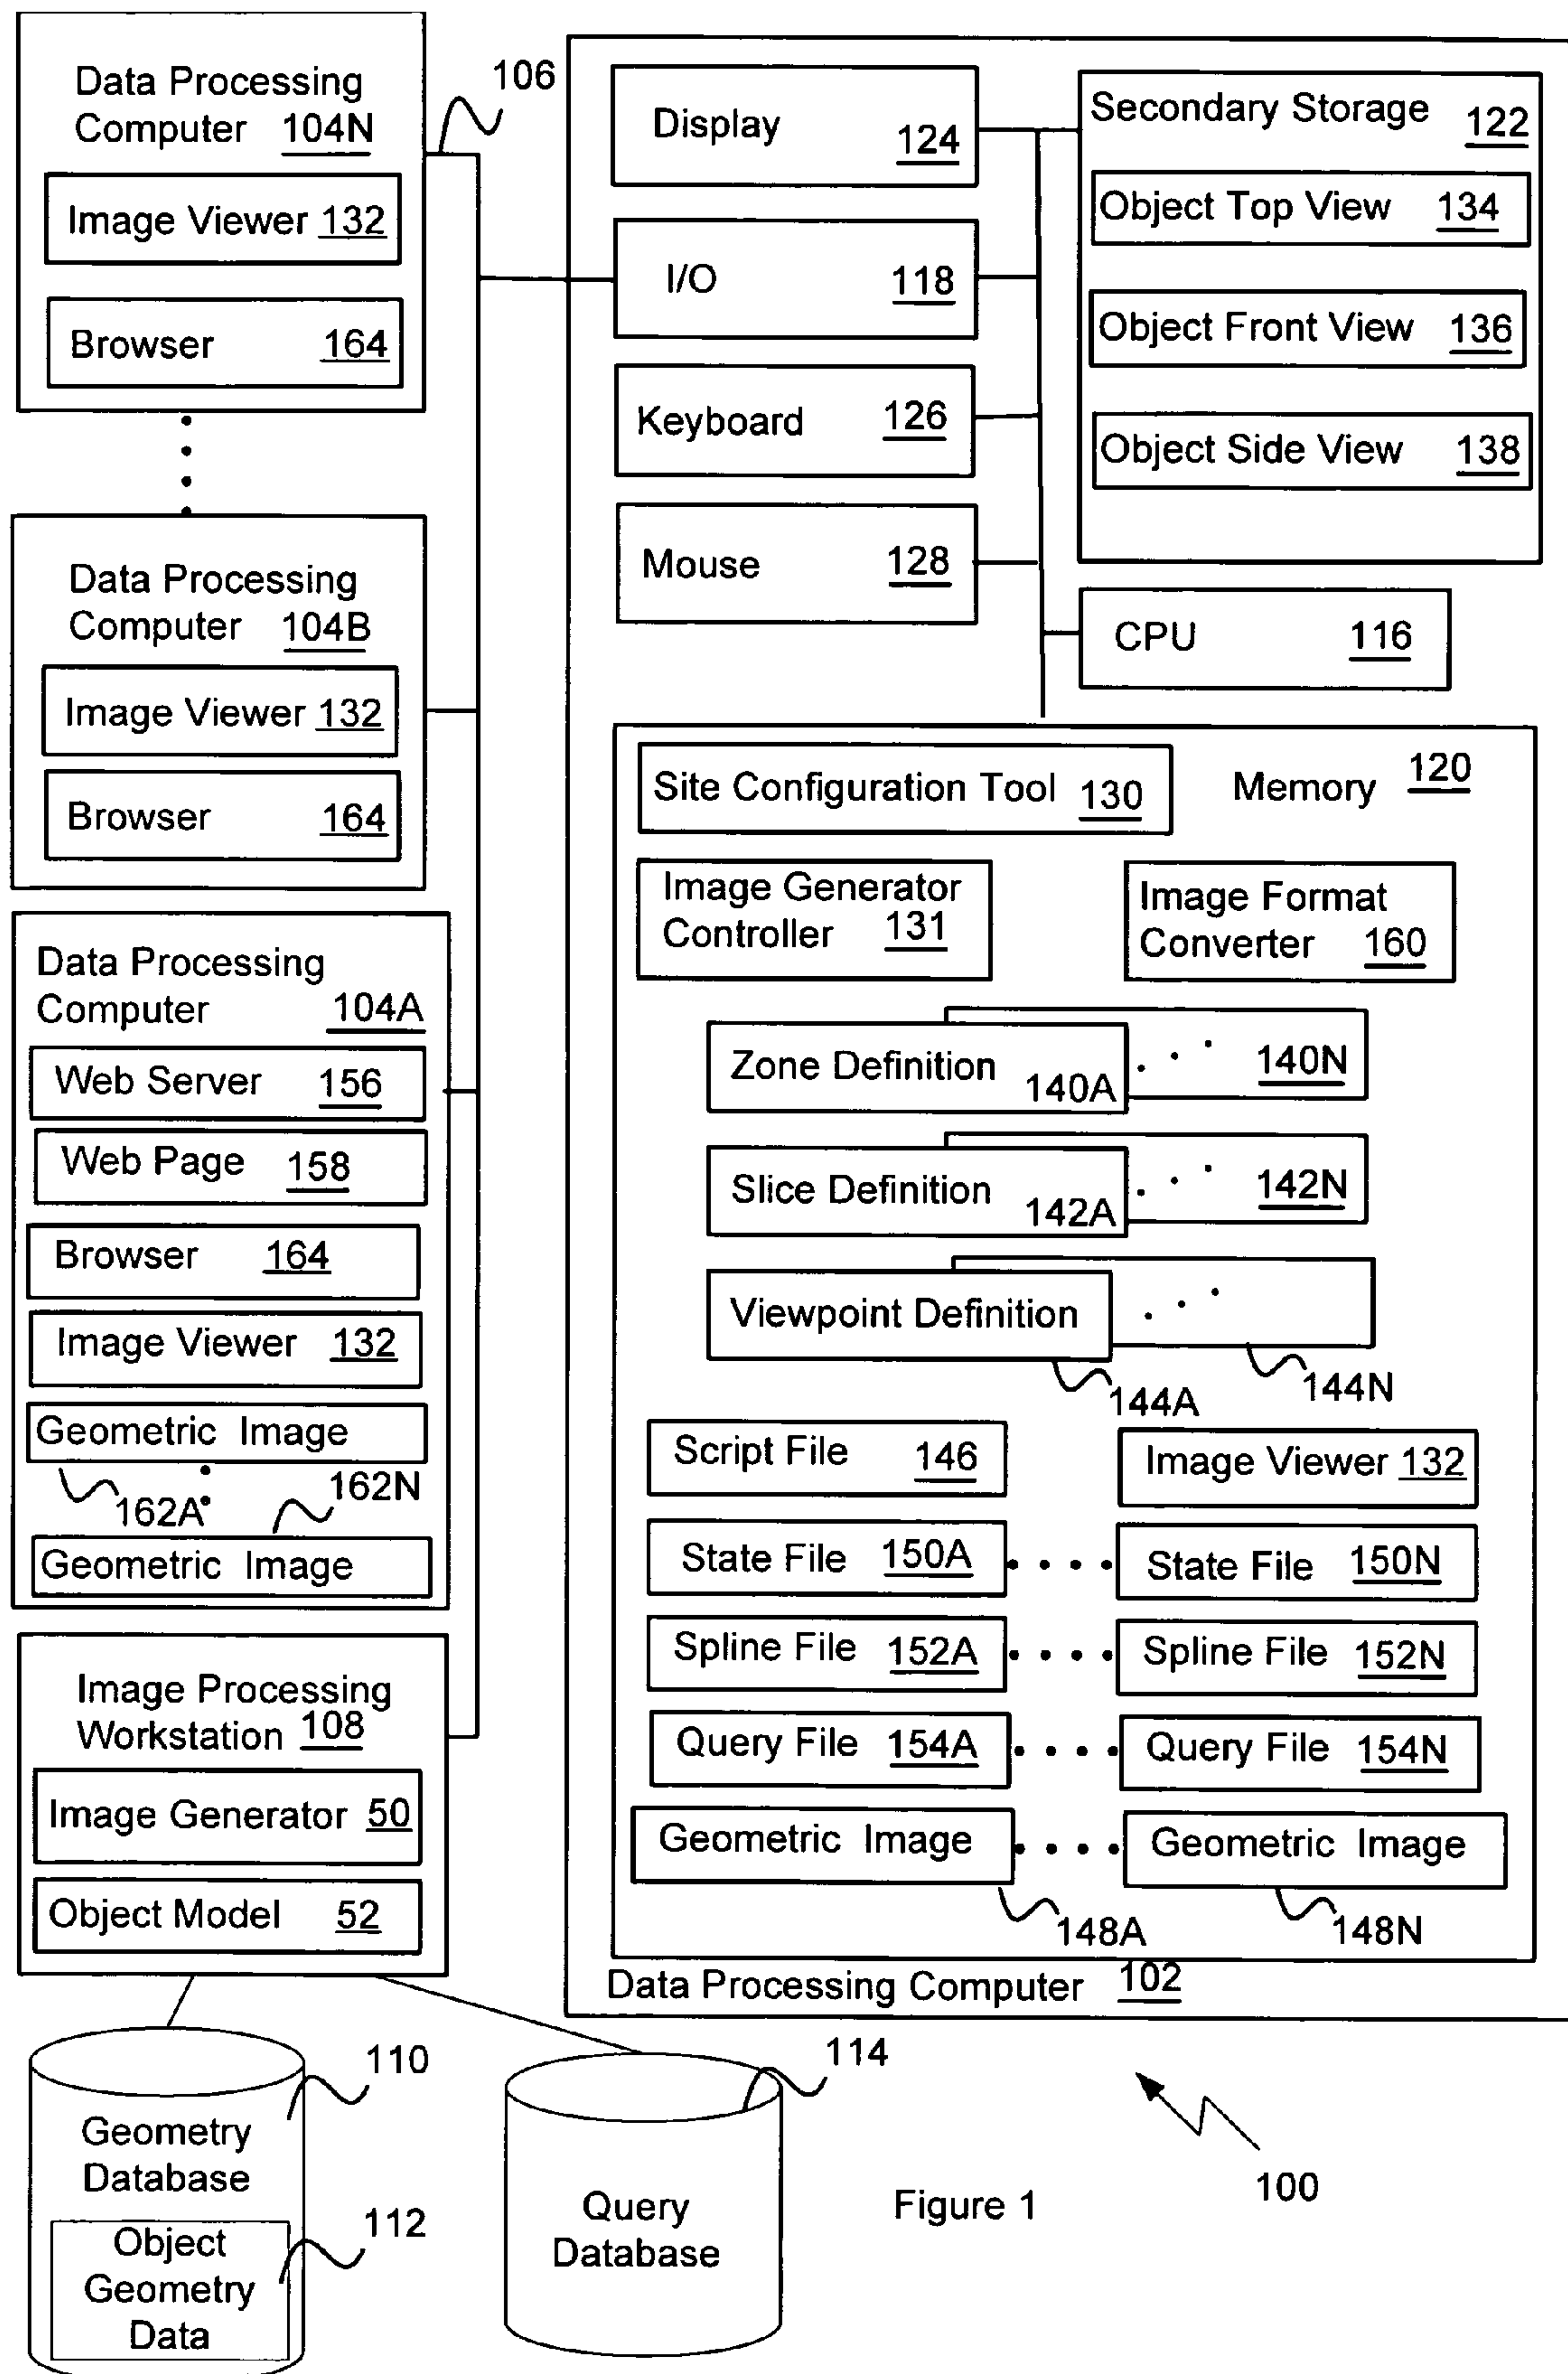 Data Processing
Computer 104N
Image Viewer 132
Browser 164
106
Data Processing
Computer 104B
Image Viewer 132
Browser 164
Data Processing
Computer 104A
Web Server 156
Web Page 158
Browser 164
Image Viewer 132
Geometric Image
162A
162N
Geometric Image
Image Processing
Workstation 108
Image Generator 50
Object Model 52
110
Geometry
Database
112
Object
Geometry
Data
114
Query
Database
Display 124
I/O 118
Keyboard 126
Mouse 128
Secondary Storage 122
Object Top View 134
Object Front View 136
Object Side View 138
CPU 116
Site Configuration Tool 130
Memory 120
Image Generator
Controller 131
Image Format
Converter 160
Zone Definition 140A
140N
Slice Definition 142A
142N
Viewpoint Definition
144A
144N
Script File 146
Image Viewer 132
State File 150A
State File 150N
Spline File 152A
Spline File 152N
Query File 154A
Query File 154N
Geometric Image
Geometric Image
148A
148N
Data Processing Computer 102
100
Figure 1